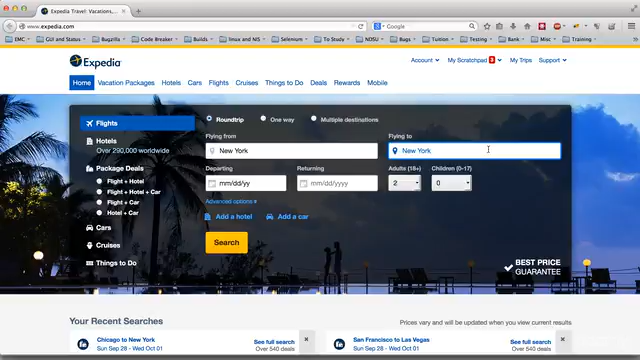 Expedia Travel: Vacations,...
www.expedia.com
Google
EMC
GUI and Status
Bugzilla
Code Breaker
Builds
linux and NIS
Selenium
To Study
NDSU
Bugs
Tuition
Testing
Bank
Misc
Training
Expedia
Account
My Scratchpad 3
My Trips
Support
Home
Vacation Packages
Hotels
Cars
Flights
Cruises
Things to Do
Deals
Rewards
Mobile
Flights
Hotels
Over 290,000 worldwide
Package Deals
Flight + Hotel
Flight + Hotel + Car
Flight + Car
Hotel + Car
Cars
Cruises
Things to Do
Roundtrip
One way
Multiple destinations
Flying from
Flying to
New York
New York
Departing
Returning
Adults (18+)
Children (0-17)
mm/dd/yy
mm/dd/yyyy
2
0
Advanced options
Add a hotel
Add a car
Search
BEST PRICE
GUARANTEE
Your Recent Searches
Prices vary and will be updated when you view current results
Chicago to New York
Sun Sep 28 - Wed Oct 01
See full search
Over 540 deals
San Francisco to Las Vegas
Sun Sep 28 - Wed Oct 01
See full search
Over 540 deals